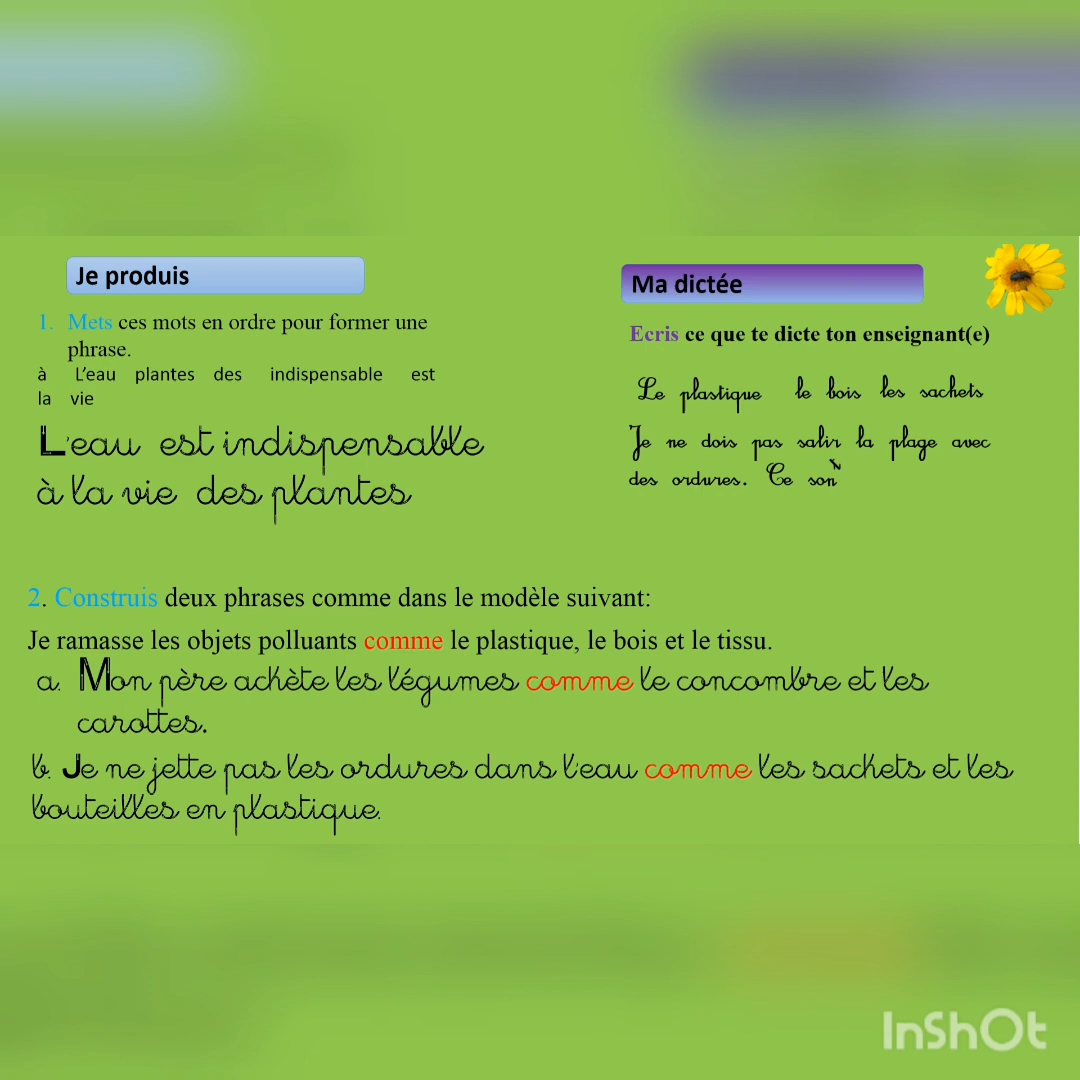 Je produis
1. Mets ces mots en ordre pour former une
phrase.
à L'eau plantes des indispensable est
la vie
L'eau est indispensable
à la vie des plantes
Ma dictée
Ecris ce que te dicte ton enseignant(e)
Le plastique le bois les sachets
Je ne dois pas salir la plage avec
des ordures. Ce son
2. Construis deux phrases comme dans le modèle suivant:
Je ramasse les objets polluants comme le plastique, le bois et le tissu.
a. Mon père achète les légumes comme le concombre et les
carottes.
b. Je ne jette pas les ordures dans l'eau comme les sachets et les
bouteilles en plastique.
InShOt